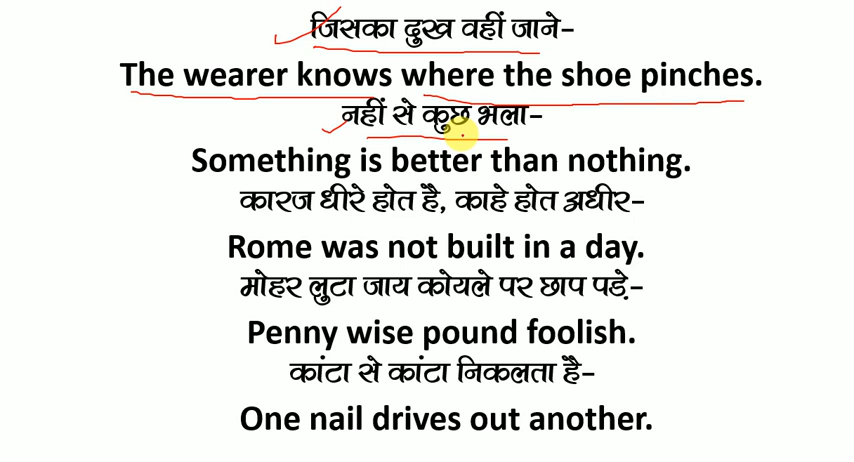 जिसका दुख वहीं जाने-
The wearer knows where the shoe pinches.
नहीं से कुछ भला-
Something is better than nothing.
कारज धीरे होत है, काहे होत अधीर-
Rome was not built in a day.
मोहर लुटा जाय कोयले पर छाप पड़े-
Penny wise pound foolish.
कांटा से कांटा निकलता है-
One nail drives out another.